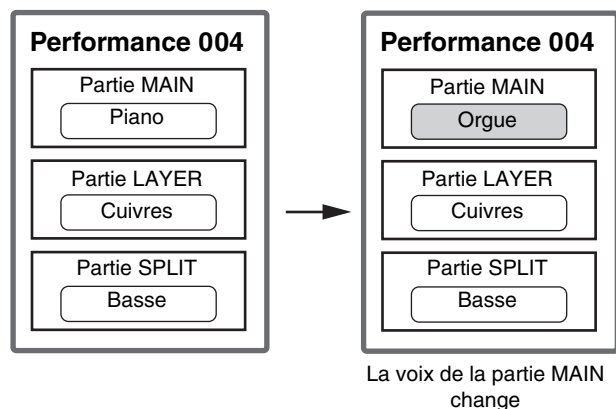 Performance 004
Partie MAIN
Piano
Partie LAYER
Cuivres
Partie SPLIT
Basse
Performance 004
Partie MAIN
Orgue
Partie LAYER
Cuivres
Partie SPLIT
Basse
La voix de la partie MAIN
change